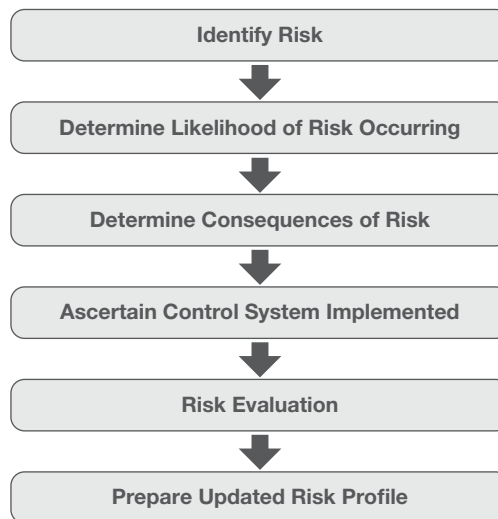 Identify Risk
Determine Likelihood of Risk Occurring
Determine Consequences of Risk
Ascertain Control System Implemented
Risk Evaluation
Prepare Updated Risk Profile